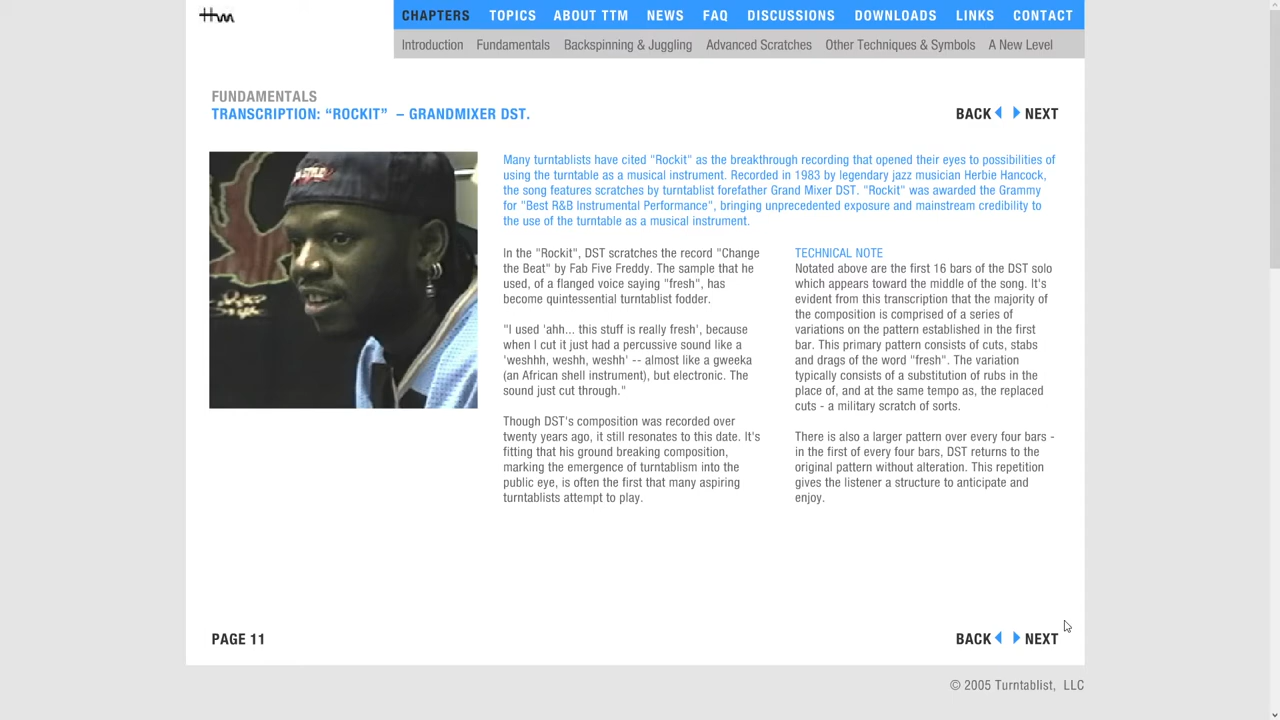 ttm
CHAPTERS TOPICS ABOUT TTM NEWS FAQ DISCUSSIONS DOWNLOADS LINKS CONTACT
Introduction Fundamentals Backspinning & Juggling Advanced Scratches Other Techniques & Symbols A New Level
FUNDAMENTALS
TRANSCRIPTION: “ROCKIT” – GRANDMIXER DST.
BACK NEXT
Many turntablists have cited "Rockit" as the breakthrough recording that opened their eyes to possibilities of
using the turntable as a musical instrument. Recorded in 1983 by legendary jazz musician Herbie Hancock,
the song features scratches by turntablist forefather Grand Mixer DST. "Rockit" was awarded the Grammy
for "Best R&B Instrumental Performance", bringing unprecedented exposure and mainstream credibility to
the use of the turntable as a musical instrument.
In the "Rockit", DST scratches the record "Change
the Beat" by Fab Five Freddy. The sample that he
used, of a flanged voice saying "fresh", has
become quintessential turntablist fodder.
"I used 'ahh... this stuff is really fresh', because
when I cut it just had a percussive sound like a
'weshhh, weshh, weshh' -- almost like a gweeka
(an African shell instrument), but electronic. The
sound just cut through."
Though DST's composition was recorded over
twenty years ago, it still resonates to this date. It's
fitting that his ground breaking composition,
marking the emergence of turntablism into the
public eye, is often the first that many aspiring
turntablists attempt to play.
TECHNICAL NOTE
Notated above are the first 16 bars of the DST solo
which appears toward the middle of the song. It's
evident from this transcription that the majority of
the composition is comprised of a series of
variations on the pattern established in the first
bar. This primary pattern consists of cuts, stabs
and drags of the word "fresh". The variation
typically consists of a substitution of rubs in the
place of, and at the same tempo as, the replaced
cuts - a military scratch of sorts.
There is also a larger pattern over every four bars -
in the first of every four bars, DST returns to the
original pattern without alteration. This repetition
gives the listener a structure to anticipate and
enjoy.
PAGE 11
BACK NEXT
© 2005 Turntablist, LLC